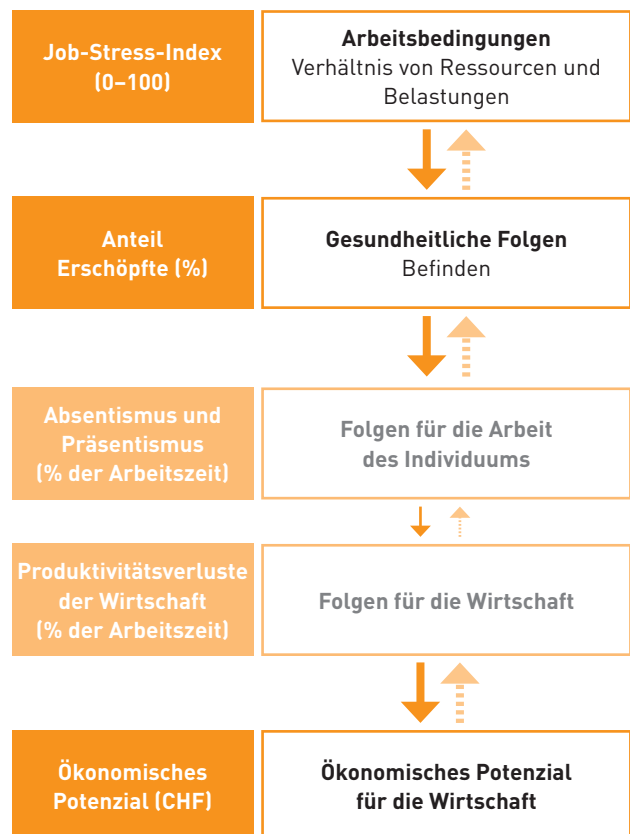 Job-Stress-Index
(0–100)
Arbeitsbedingungen
Verhältnis von Ressourcen und
Belastungen
Anteil
Erschöpfte (%)
Gesundheitliche Folgen
Befinden
Absentismus und
Präsentismus
(% der Arbeitszeit)
Folgen für die Arbeit
des Individuums
Produktivitätsverluste
der Wirtschaft
(% der Arbeitszeit)
Folgen für die Wirtschaft
Ökonomisches
Potenzial (CHF)
Ökonomisches Potenzial
für die Wirtschaft